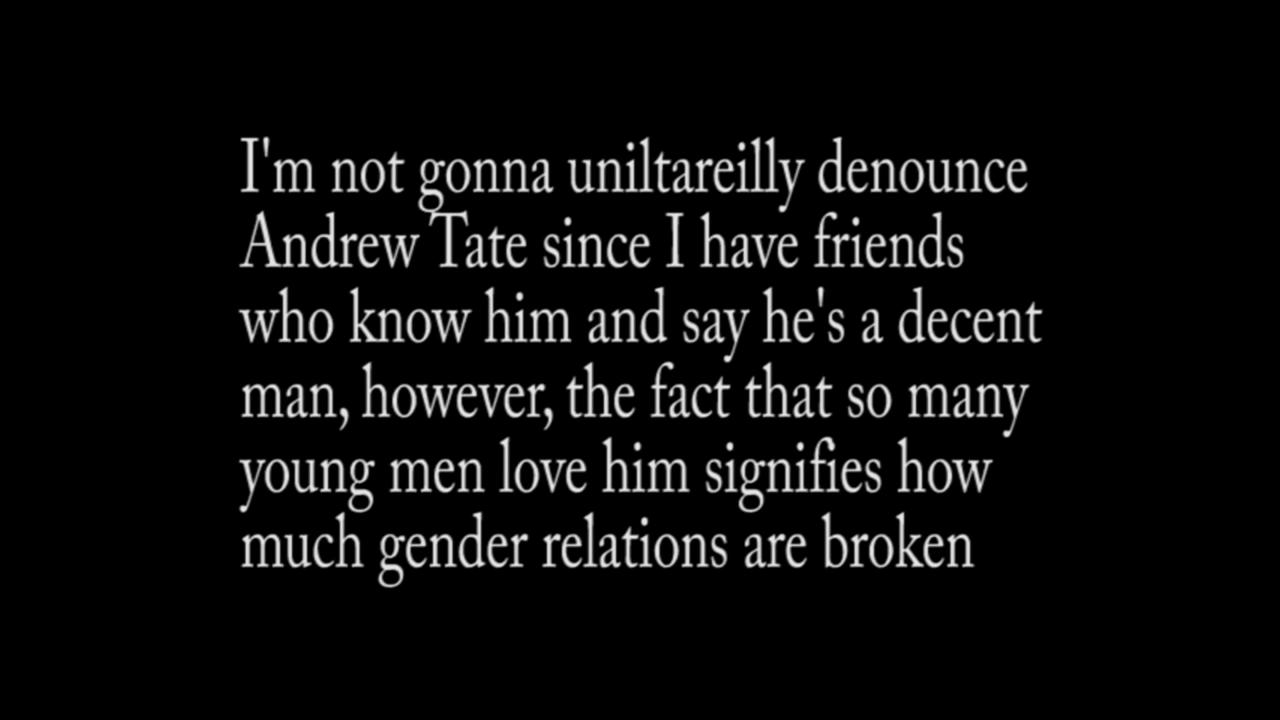 I'm not gonna uniltareilly denounce
Andrew Tate since I have friends
who know him and say he's a decent
man, however, the fact that so many
young men love him signifies how
much gender relations are broken